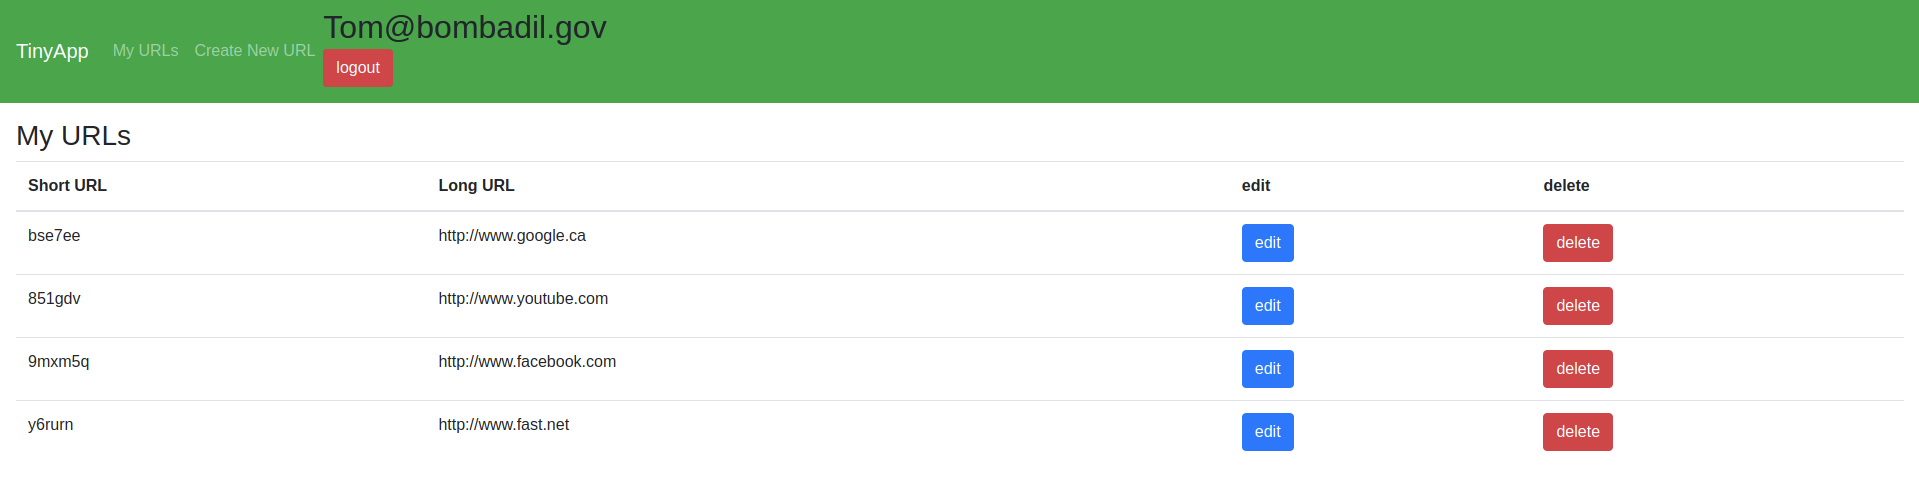 Tom@bombadil.gov
TinyApp My URLs Create New URL
logout
My URLs
Short URL Long URL edit delete
bse7ee http://www.google.ca edit delete
851gdv http://www.youtube.com edit delete
9mxm5q http://www.facebook.com edit delete
y6rurn http://www.fast.net edit delete